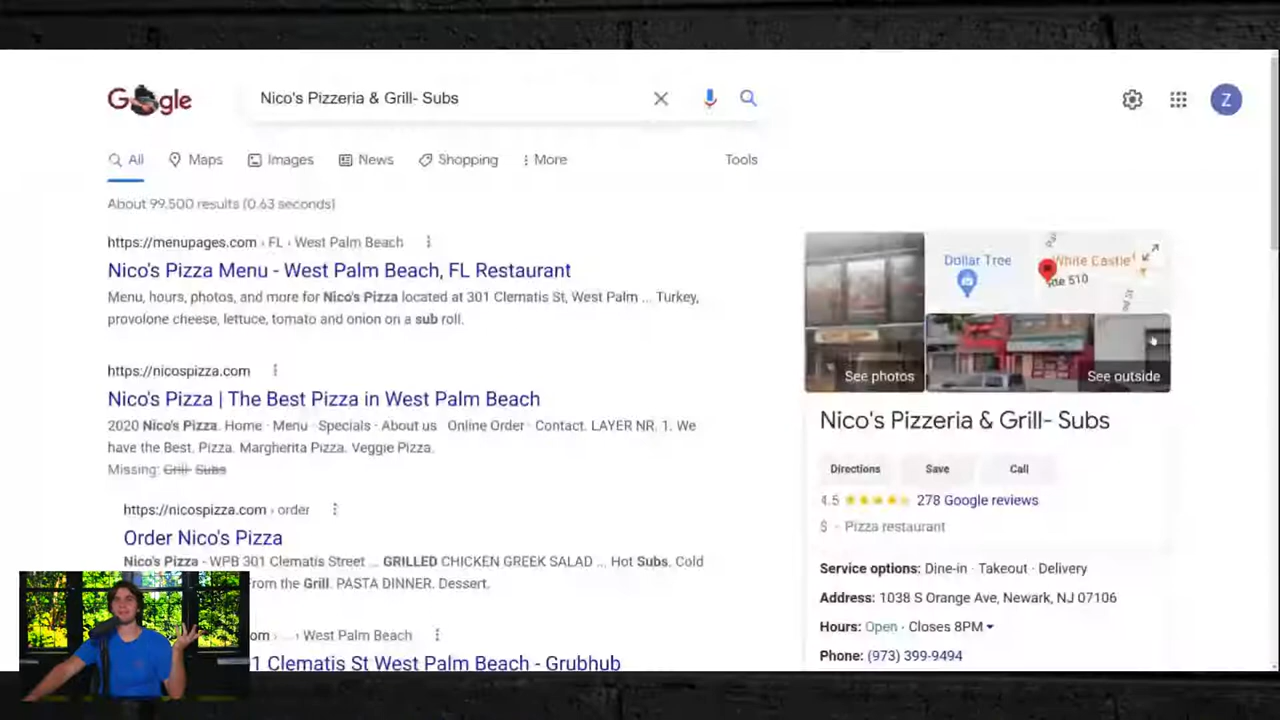 Google
Nico's Pizzeria & Grill- Subs
Z
All
Maps
Images
News
Shopping
More
Tools
About 99,500 results (0.63 seconds)
https://menupages.com › FL › West Palm Beach
Nico's Pizza Menu - West Palm Beach, FL Restaurant
Menu, hours, photos, and more for Nico's Pizza located at 301 Clematis St, West Palm ... Turkey,
provolone cheese, lettuce, tomato and onion on a sub roll.
https://nicospizza.com
Nico's Pizza | The Best Pizza in West Palm Beach
2020 Nico's Pizza. Home · Menu · Specials · About us · Online Order · Contact. LAYER NR. 1. We
have the Best. Pizza. Margherita Pizza. Veggie Pizza.
Missing: Grill- Subs
https://nicospizza.com › order
Order Nico's Pizza
Nico's Pizza - WPB 301 Clematis Street ... GRILLED CHICKEN GREEK SALAD ... Hot Subs. Cold
From the Grill. PASTA DINNER. Dessert.
om › ... › West Palm Beach
1 Clematis St West Palm Beach - Grubhub
Dollar Tree
White Castle
510
See photos
See outside
Nico's Pizzeria & Grill- Subs
Directions
Save
Call
4.5
278 Google reviews
$ · Pizza restaurant
Service options: Dine-in · Takeout · Delivery
Address: 1038 S Orange Ave, Newark, NJ 07106
Hours: Open · Closes 8PM
Phone: (973) 399-9494